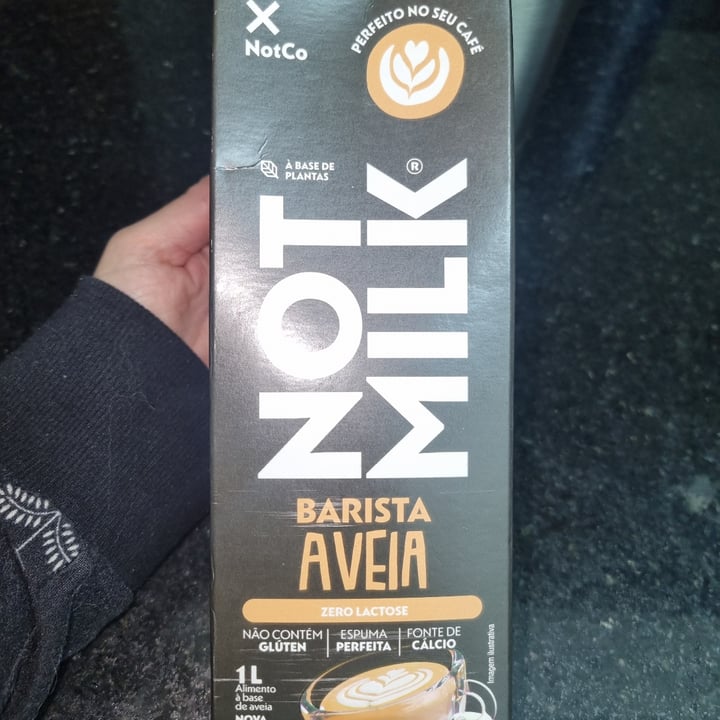 NotCo
PERFEITO NO SEU CAFÉ
À BASE DE
PLANTAS
NOT
MILK®
BARISTA
AVEIA
ZERO LACTOSE
NÃO CONTÉM
GLÚTEN
ESPUMA
PERFEITA
FONTE DE
CÁLCIO
Imagem ilustrativa
1L
Alimento
à base
de aveia
NOVA